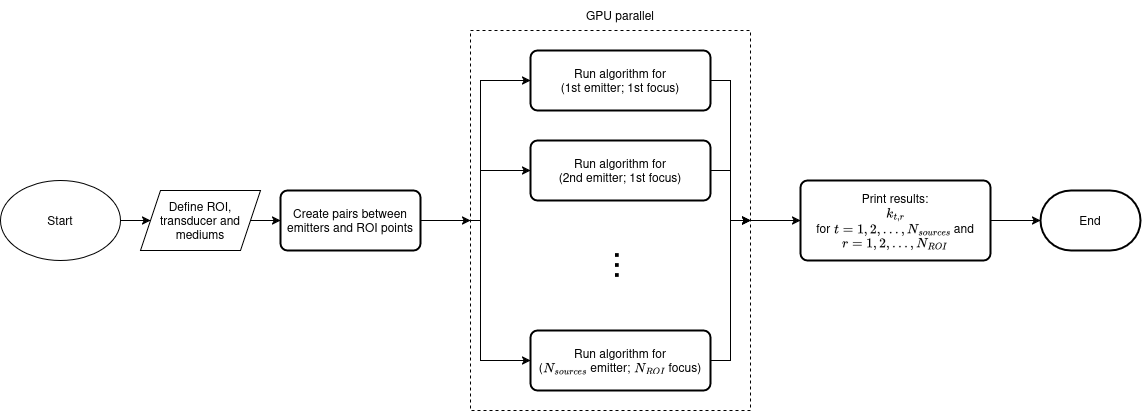 GPU parallel
Start
Define ROI,
transducer and
mediums
Create pairs between
emitters and ROI points
Run algorithm for
(1st emitter; 1st focus)
Run algorithm for
(2nd emitter; 1st focus)
⋮
Run algorithm for
(N_{sources} emitter; N_{ROI} focus)
Print results:
k_{t,r}
for t = 1, 2, . . . , N_{sources} and
r = 1, 2, . . . , N_{ROI}
End